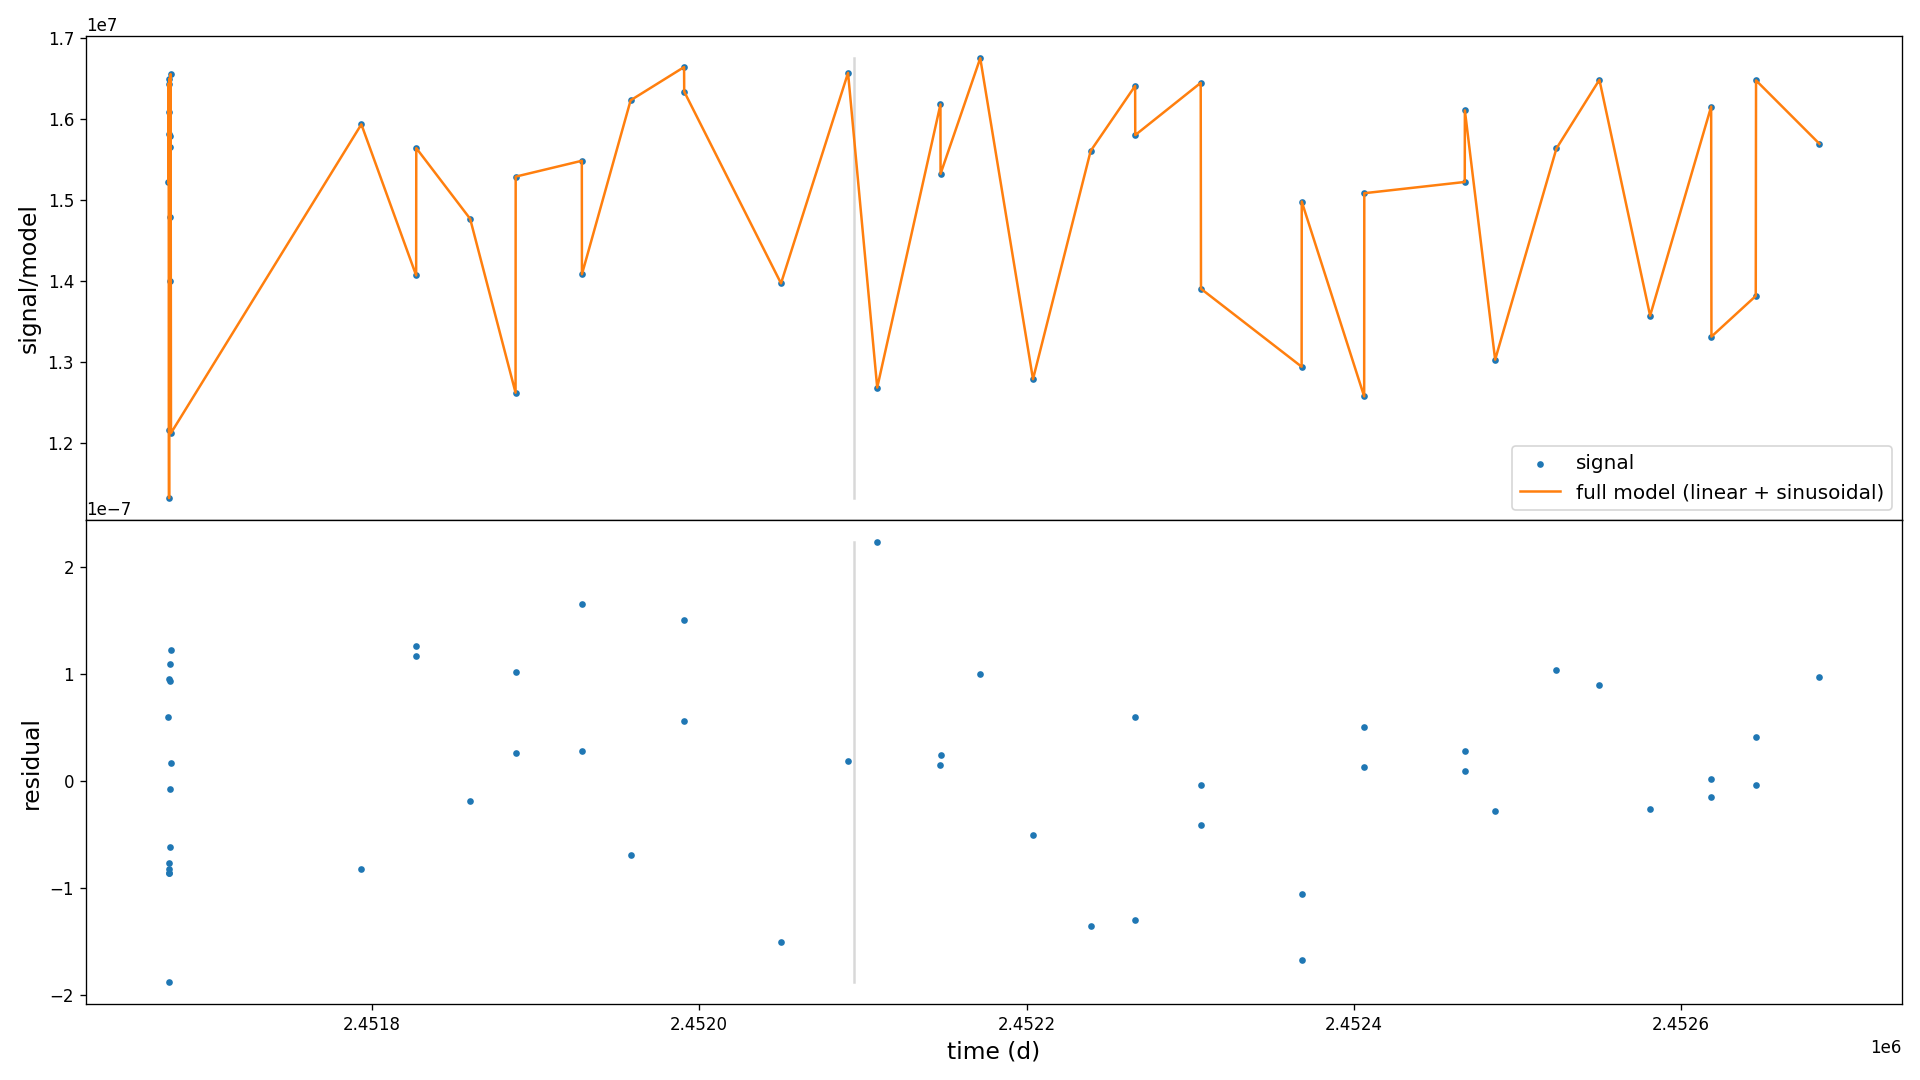 1e7
1.7
1.6
1.5
1.4
1.3
1.2
signal/model
signal
full model (linear + sinusoidal)
1e−7
2
1
0
−1
−2
residual
2.4518
2.4520
2.4522
2.4524
2.4526
1e6
time (d)